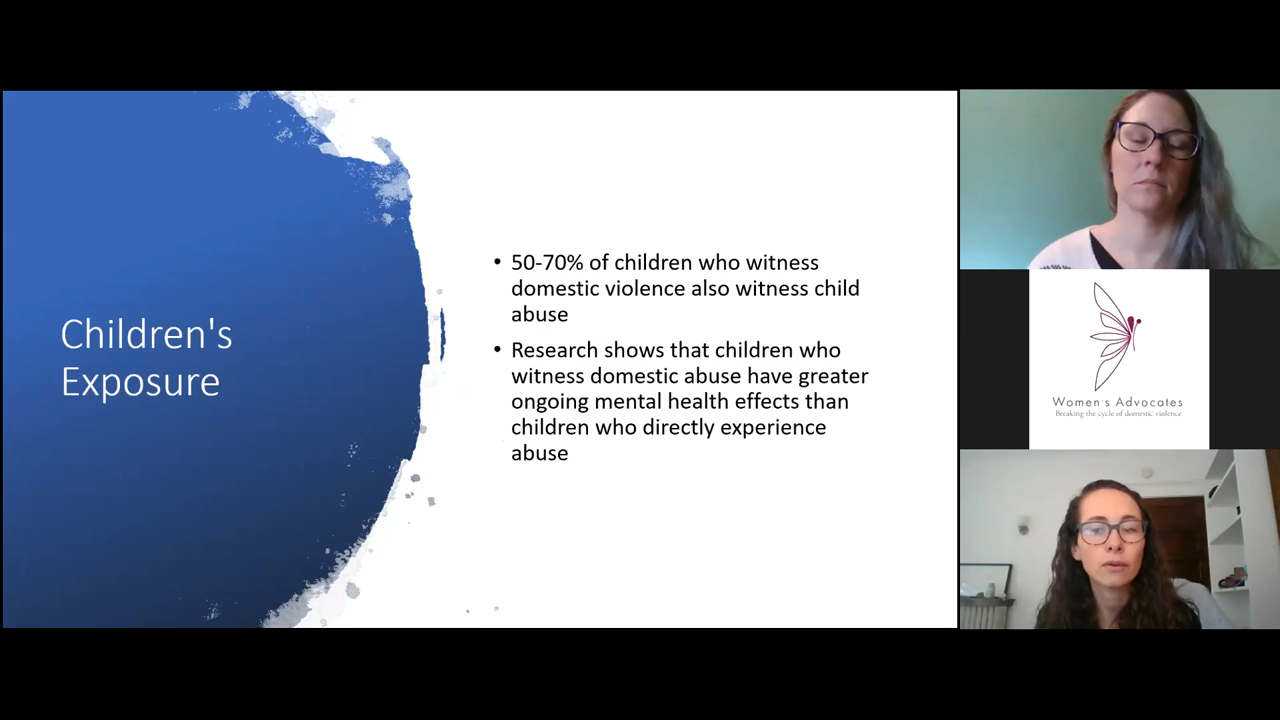 Children's
Exposure
• 50-70% of children who witness
domestic violence also witness child
abuse
• Research shows that children who
witness domestic abuse have greater
ongoing mental health effects than
children who directly experience
abuse
Women's Advocates
Breaking the cycle of domestic violence